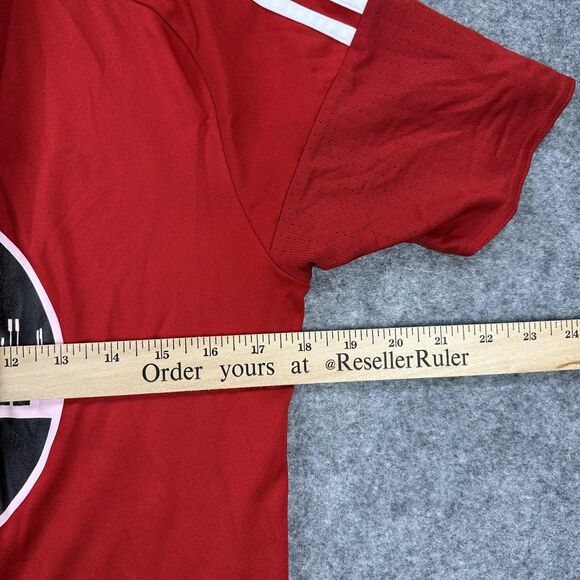 12 13 14 15 16 17 18 19 20 21 22 23 24
Order yours at @ResellerRuler